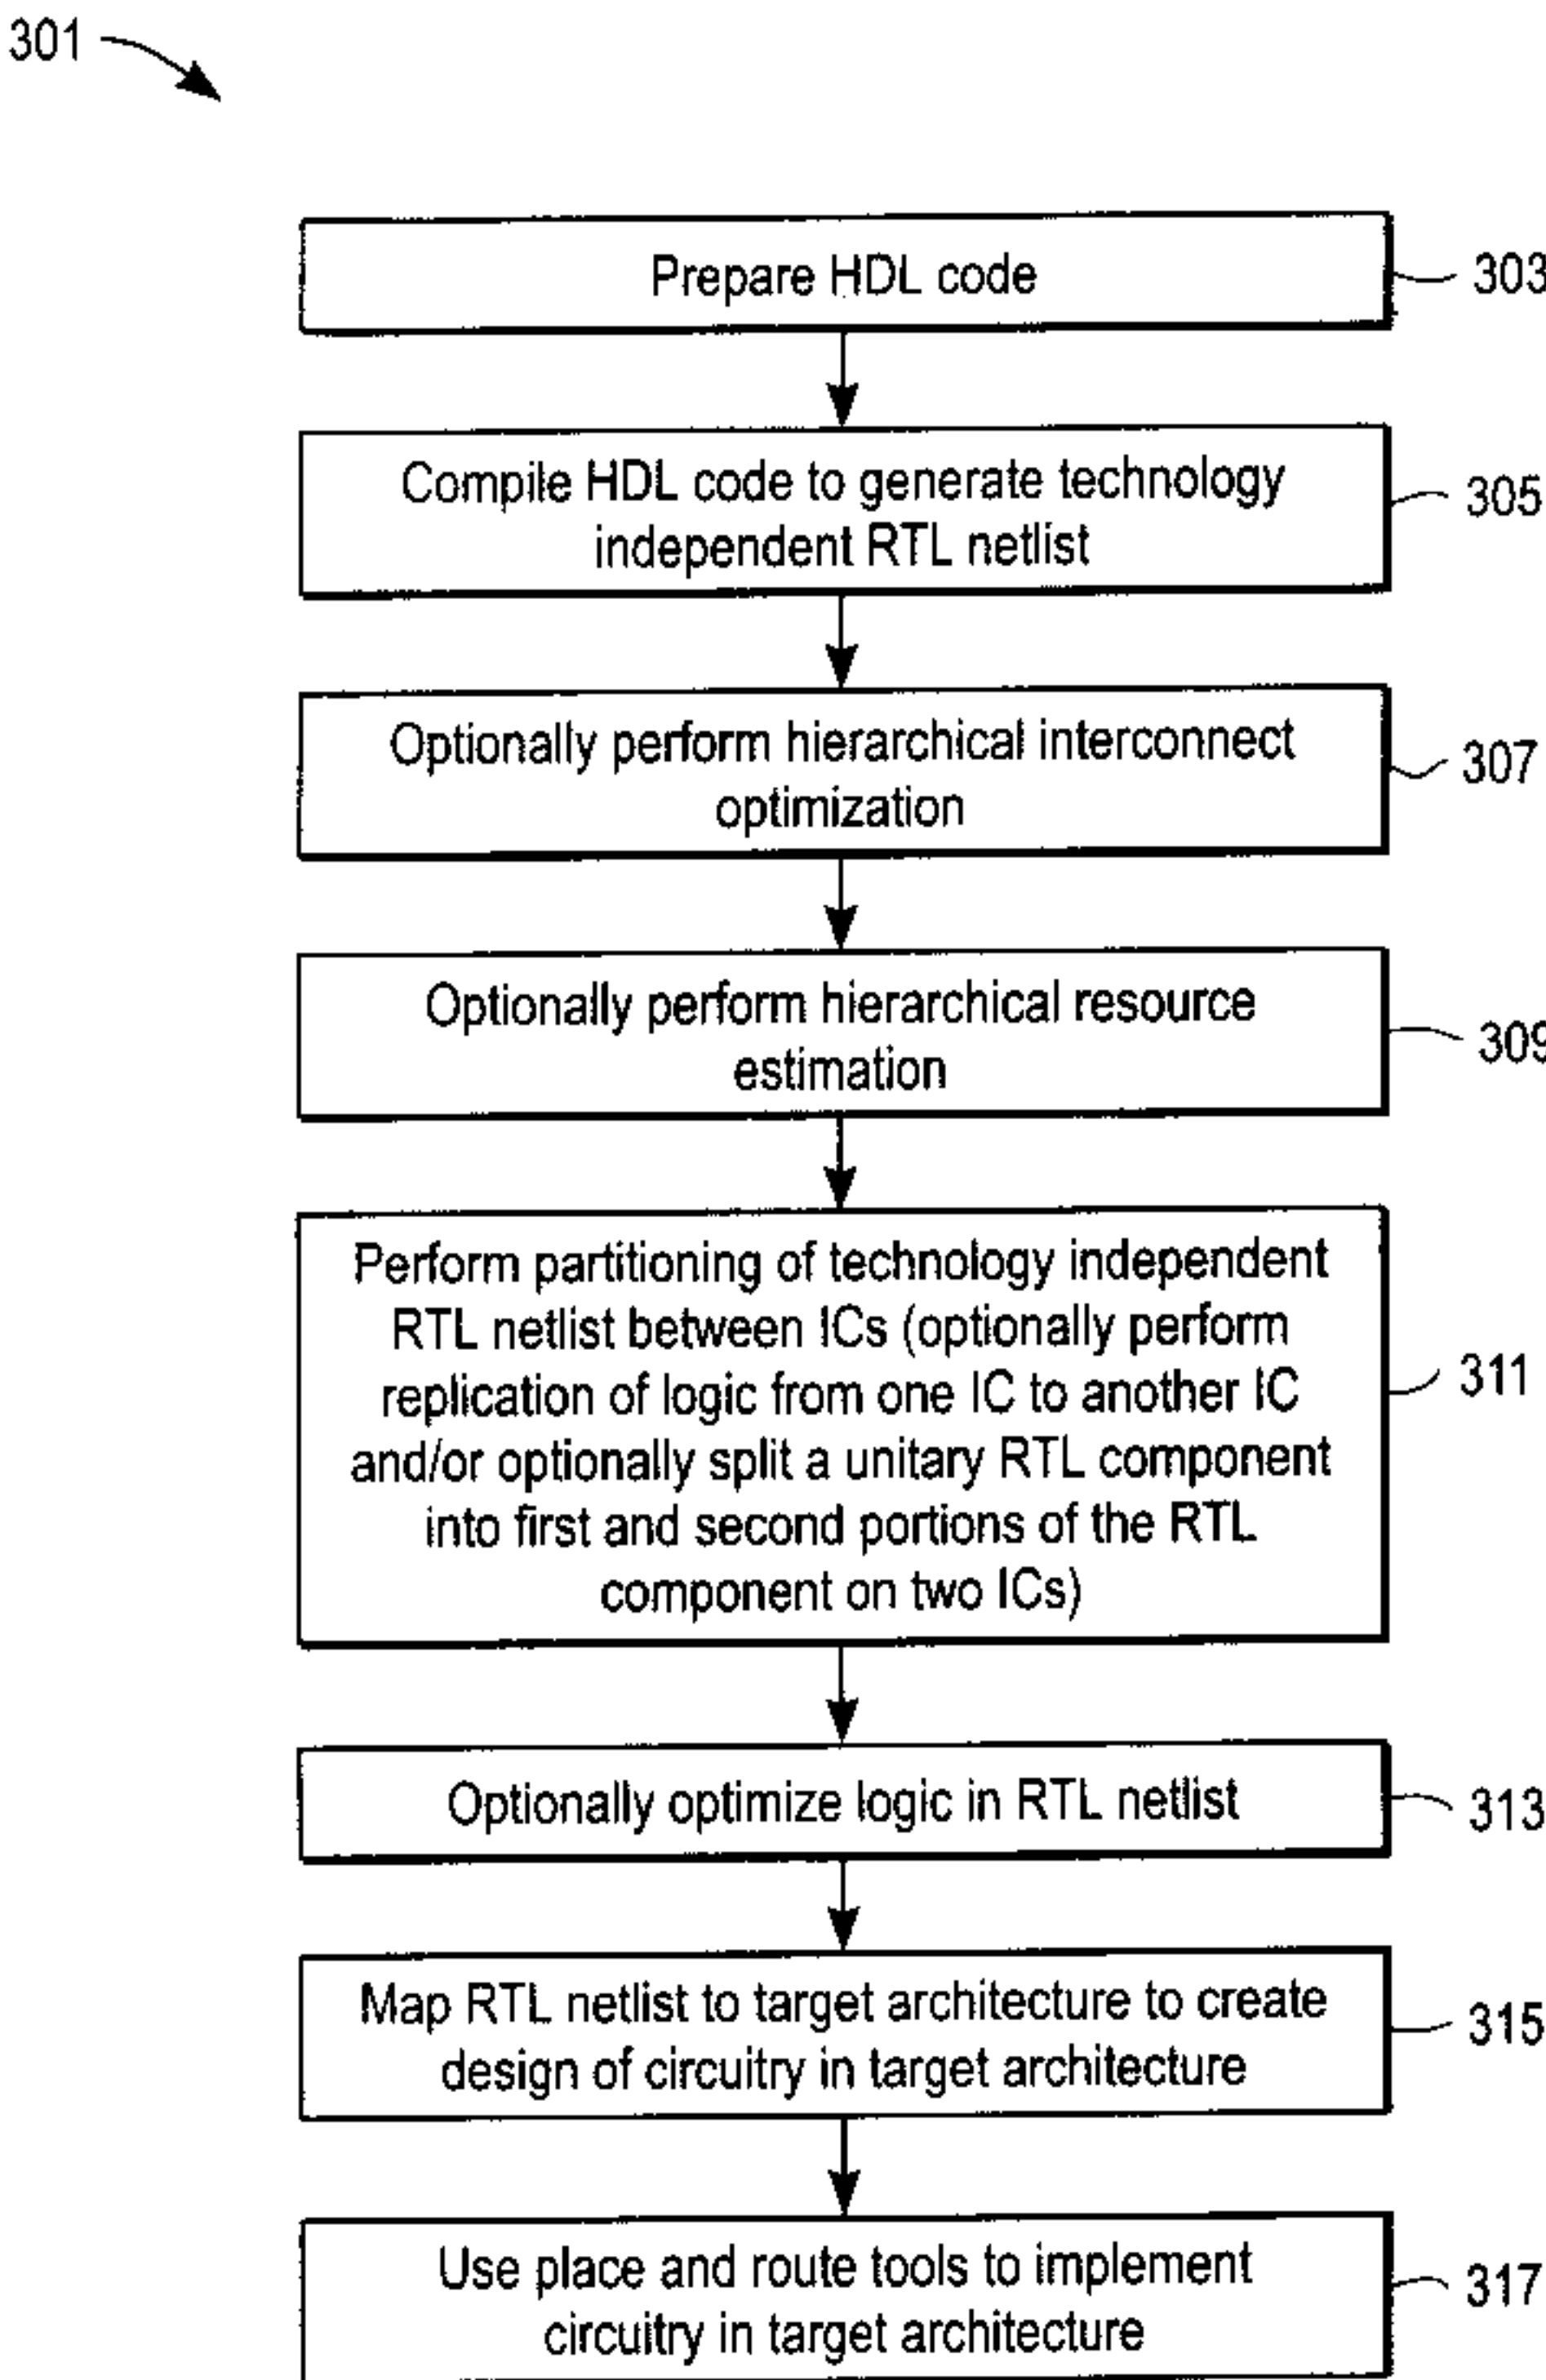 301
Prepare HDL code
303
Compile HDL code to generate technology
independent RTL netlist
305
Optionally perform hierarchical interconnect
optimization
307
Optionally perform hierarchical resource
estimation
309
Perform partitioning of technology independent
RTL netlist between ICs (optionally perform
replication of logic from one IC to another IC
and/or optionally split a unitary RTL component
into first and second portions of the RTL
component on two ICs)
311
Optionally optimize logic in RTL netlist
313
Map RTL netlist to target architecture to create
design of circuitry in target architecture
315
Use place and route tools to implement
circuitry in target architecture
317